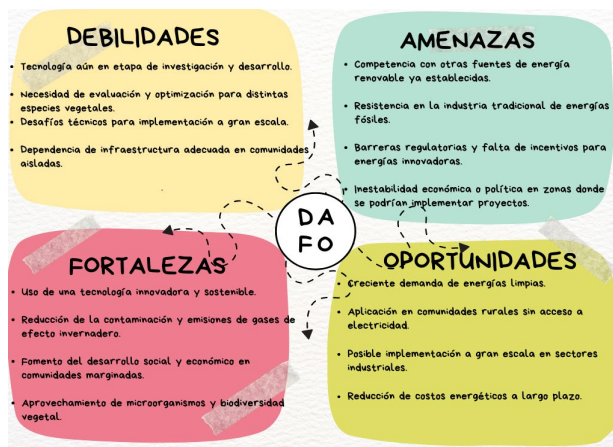 DEBILIDADES
• Tecnología aún en etapa de investigación y desarrollo.
• Necesidad de evaluación y optimización para distintas
especies vegetales.
• Desafíos técnicos para implementación a gran escala.
• Dependencia de infraestructura adecuada en comunidades
aisladas.
AMENAZAS
• Competencia con otras fuentes de energía
renovable ya establecidas.
• Resistencia en la industria tradicional de energías
fósiles.
• Barreras regulatorias y falta de incentivos para
energías innovadoras.
• Inestabilidad económica o política en zonas donde
se podrían implementar proyectos.
DA
FO
FORTALEZAS
• Uso de una tecnología innovadora y sostenible.
• Reducción de la contaminación y emisiones de gases de
efecto invernadero.
• Fomento del desarrollo social y económico en
comunidades marginadas.
• Aprovechamiento de microorganismos y biodiversidad
vegetal.
OPORTUNIDADES
• Creciente demanda de energías limpias.
• Aplicación en comunidades rurales sin acceso a
electricidad.
• Posible implementación a gran escala en sectores
industriales.
• Reducción de costos energéticos a largo plazo.